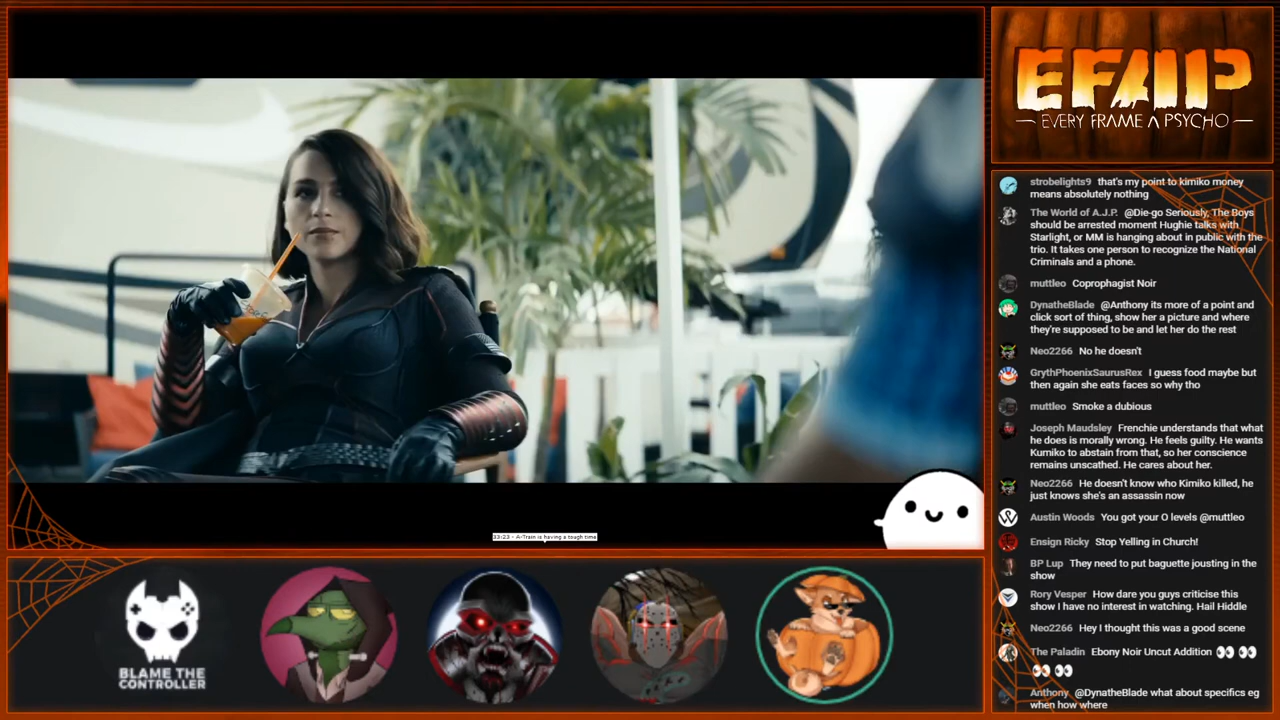 EFAP
EVERY FRAME A PSYCHO
strobelights9 that's my point to kimiko money
means absolutely nothing
The World of A.J.P. @Die-go Seriously, The Boys
should be arrested moment Hughie talks with
Starlight, or MM is hanging about in public with the
trio. It takes one person to recognize the National
Criminals and a phone.
muttleo Coprophagist Noir
DynatheBlade @Anthony its more of a point and
click sort of thing, show her a picture and where
they're supposed to be and let her do the rest
Neo2266 No he doesn't
GrythPhoenixSaurusRex I guess food maybe but
then again she eats faces so why tho
muttleo Smoke a dubious
Joseph Maudsley Frenchie understands that what
he does is morally wrong. He feels guilty. He wants
Kumiko to abstain from that, so her conscience
remains unscathed. He cares about her.
Neo2266 He doesn't know who Kimiko killed, he
just knows she's an assassin now
Austin Woods You got your O levels @muttleo
Ensign Ricky Stop Yelling in Church!
BP Lup They need to put baguette jousting in the
show
Rory Vesper How dare you guys criticise this
show I have no interest in watching. Hail Hiddle
Neo2266 Hey I thought this was a good scene
The Paladin Ebony Noir Uncut Addition 👀 👀
👀 👀
Anthony @DynatheBlade what about specifics eg
when how where
33:23 - A-Train is having a tough time
BLAME THE
CONTROLLER